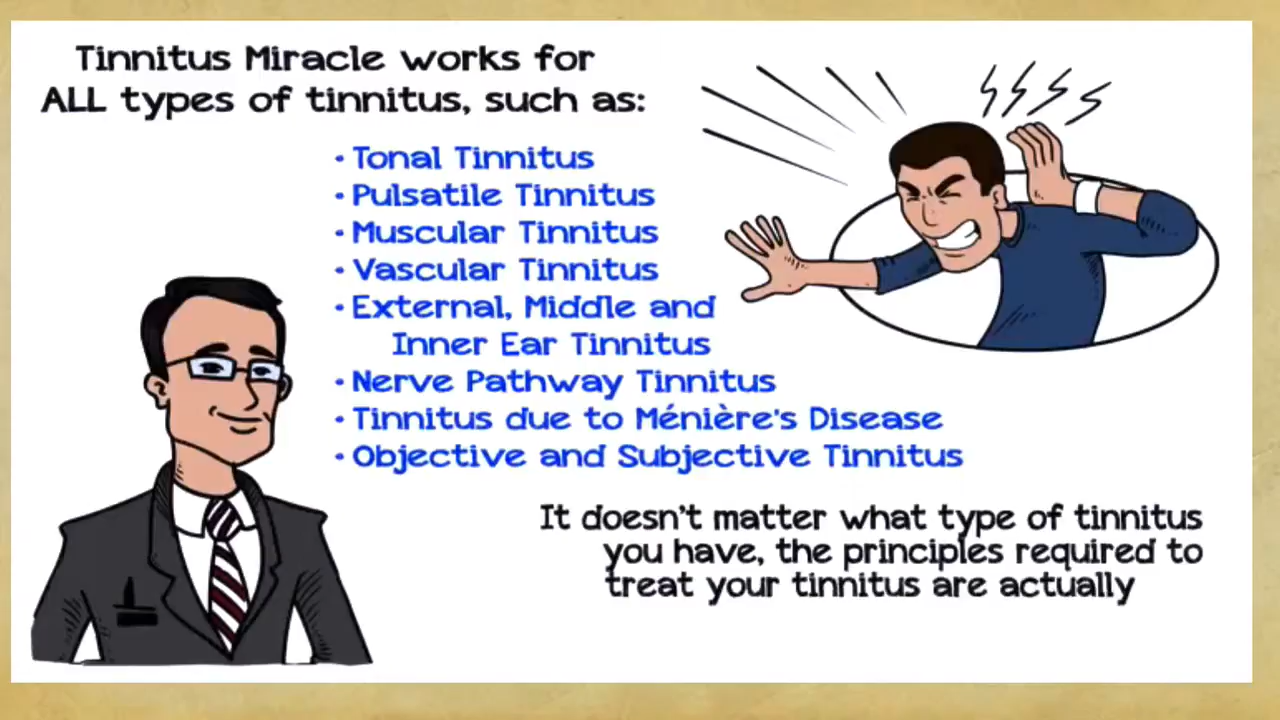 Tinnitus Miracle works for
ALL types of tinnitus, such as:
• Tonal Tinnitus
• Pulsatile Tinnitus
• Muscular Tinnitus
• Vascular Tinnitus
• External, Middle and
Inner Ear Tinnitus
• Nerve Pathway Tinnitus
• Tinnitus due to Ménière's Disease
• Objective and Subjective Tinnitus
It doesn't matter what type of tinnitus
you have, the principles required to
treat your tinnitus are actually